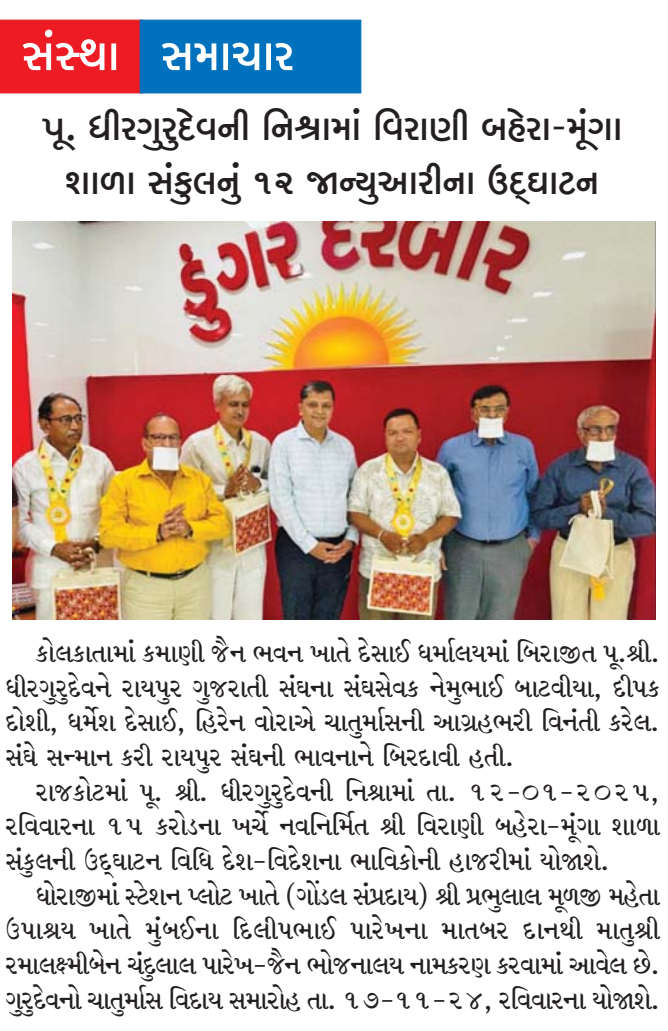 સંસ્થા સમાચાર
પૂ. ધીરગુરુદેવની નિશ્રામાં વિરાણી બહેરા-મૂંગા
શાળા સંકુલનું ૧૨ જાન્યુઆરીના ઉદ્‌ઘાટન
ડુંગર દરબાર
કોલકાતામાં કમાણી જૈન ભવન ખાતે દેસાઈ ધર્માલયમાં બિરાજીત પૂ.શ્રી.
ધીરગુરુદેવને રાયપુર ગુજરાતી સંઘના સંઘસેવક નેમુભાઈ બાટવીયા, દીપક
દોશી, ધર્મેશ દેસાઈ, હિરેન વોરાએ ચાતુર્માસની આગ્રહભરી વિનંતી કરેલ.
સંઘે સન્માન કરી રાયપુર સંઘની ભાવનાને બિરદાવી હતી.
રાજકોટમાં પૂ. શ્રી. ધીરગુરુદેવની નિશ્રામાં તા. ૧૨-૦૧-૨૦૨૫,
રવિવારના ૧૫ કરોડના ખર્ચે નવનિર્મિત શ્રી વિરાણી બહેરા-મૂંગા શાળા
સંકુલની ઉદ્‌ઘાટન વિધિ દેશ-વિદેશના ભાવિકોની હાજરીમાં યોજાશે.
ધોરાજીમાં સ્ટેશન પ્લોટ ખાતે (ગોંડલ સંપ્રદાય) શ્રી પ્રભુલાલ મૂળજી મહેતા
ઉપાશ્રય ખાતે મુંબઈના દિલીપભાઈ પારેખના માતબર દાનથી માતુશ્રી
રમાલક્ષ્મીબેન ચંદુલાલ પારેખ-જૈન ભોજનાલય નામકરણ કરવામાં આવેલ છે.
ગુરુદેવનો ચાતુર્માસ વિદાય સમારોહ તા. ૧૭-૧૧-૨૪, રવિવારના યોજાશે.